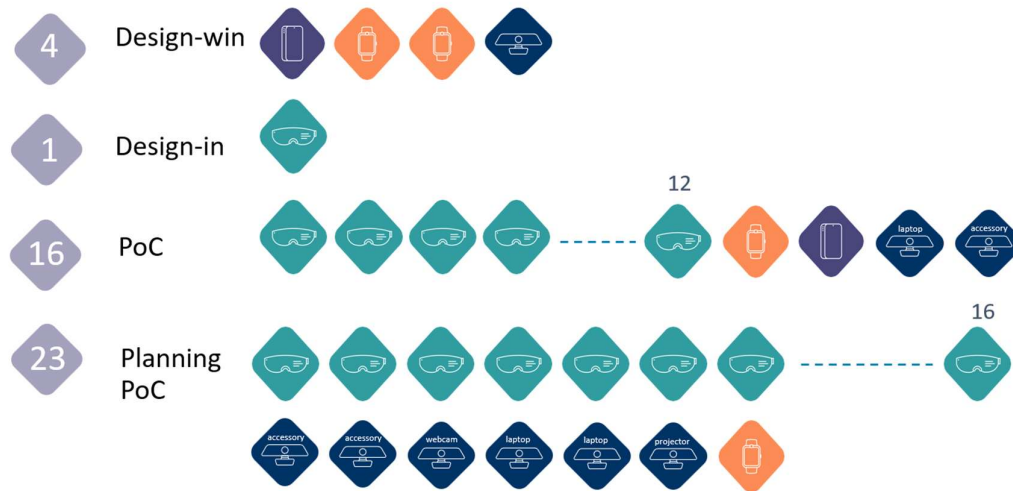 4 Design-win
1 Design-in
12
16 PoC
laptop accessory
16
23 Planning
PoC
accessory accessory webcam laptop laptop projector